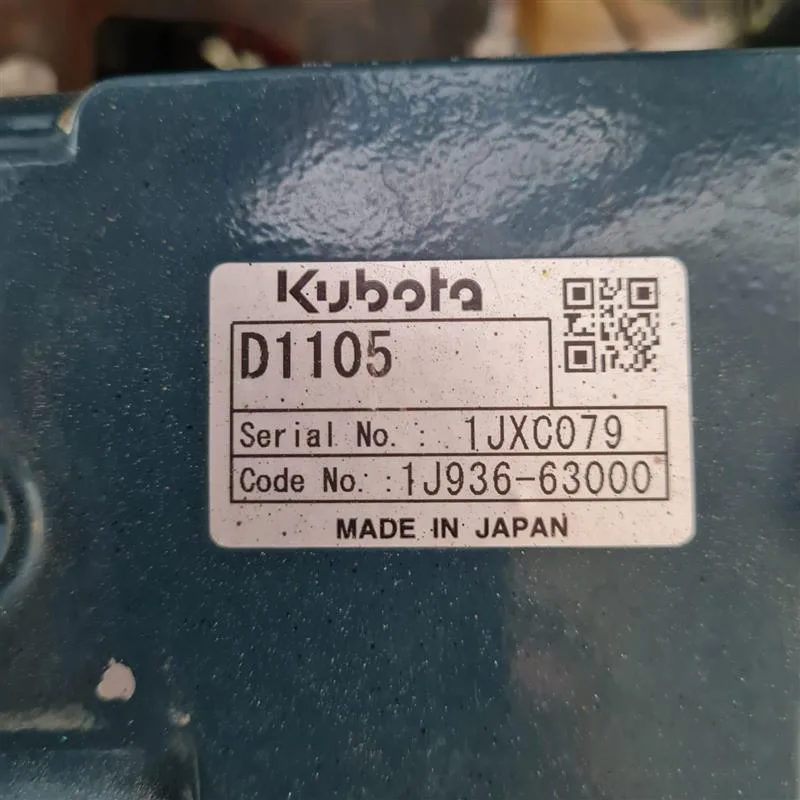 Kubota
D1105
Serial No. : 1JXC079
Code No. : 1J936-63000
MADE IN JAPAN